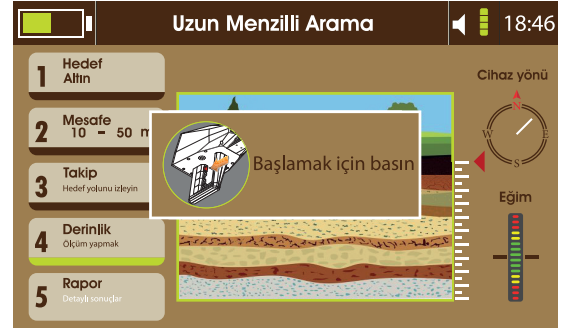 Uzun Menzilli Arama
18:46
1
Hedef
Altın
2
Mesafe
10 - 50 m
3
Takip
Hedef yolunu izleyin
4
Derinlik
Ölçüm yapmak
5
Rapor
Detaylı sonuçlar
Başlamak için basın
Cihaz yönü
N
W
E
S
Eğim